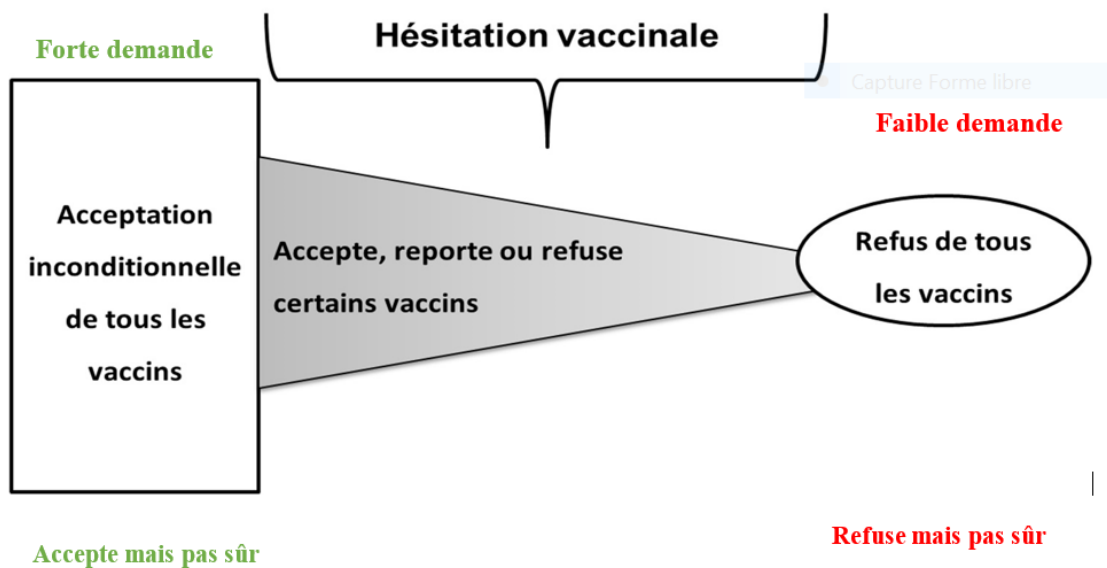 Hésitation vaccinale
Forte demande
Capture Forme libre
Faible demande
Acceptation
inconditionnelle
de tous les
vaccins
Accepte, reporte ou refuse
certains vaccins
Refus de tous
les vaccins
Accepte mais pas sûr
Refuse mais pas sûr